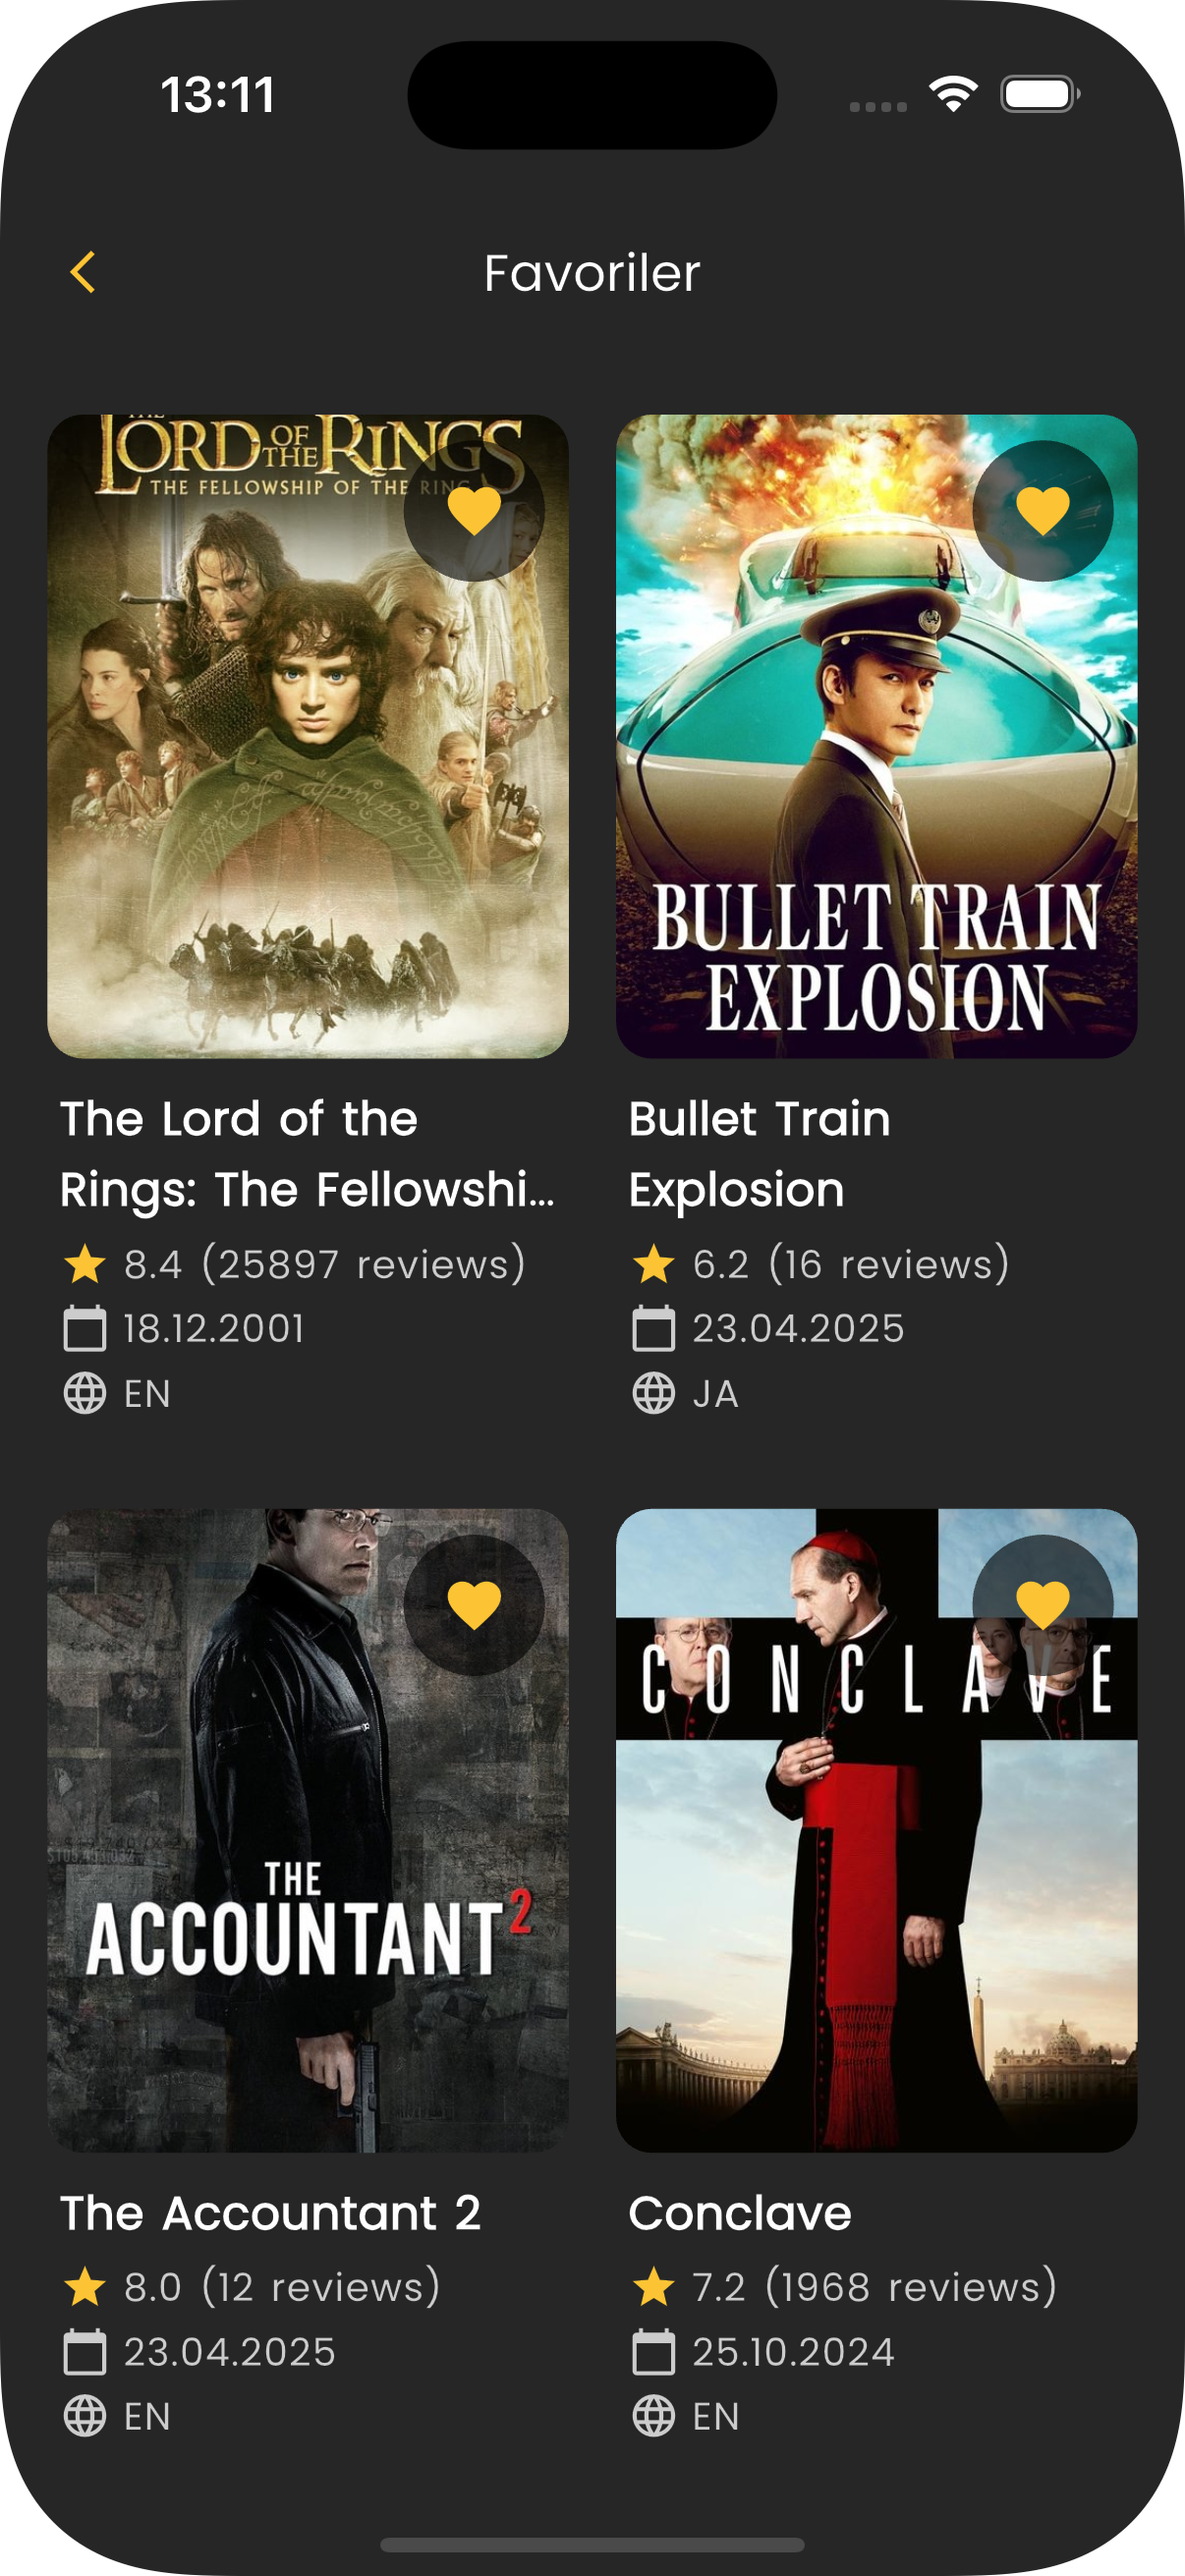 13:11
Favoriler
LORD OF THE RINGS
THE FELLOWSHIP OF THE RING
BULLET TRAIN
EXPLOSION
The Lord of the
Rings: The Fellowshi...
8.4 (25897 reviews)
18.12.2001
EN
Bullet Train
Explosion
6.2 (16 reviews)
23.04.2025
JA
THE
ACCOUNTANT 2
CONCLAVE
The Accountant 2
8.0 (12 reviews)
23.04.2025
EN
Conclave
7.2 (1968 reviews)
25.10.2024
EN